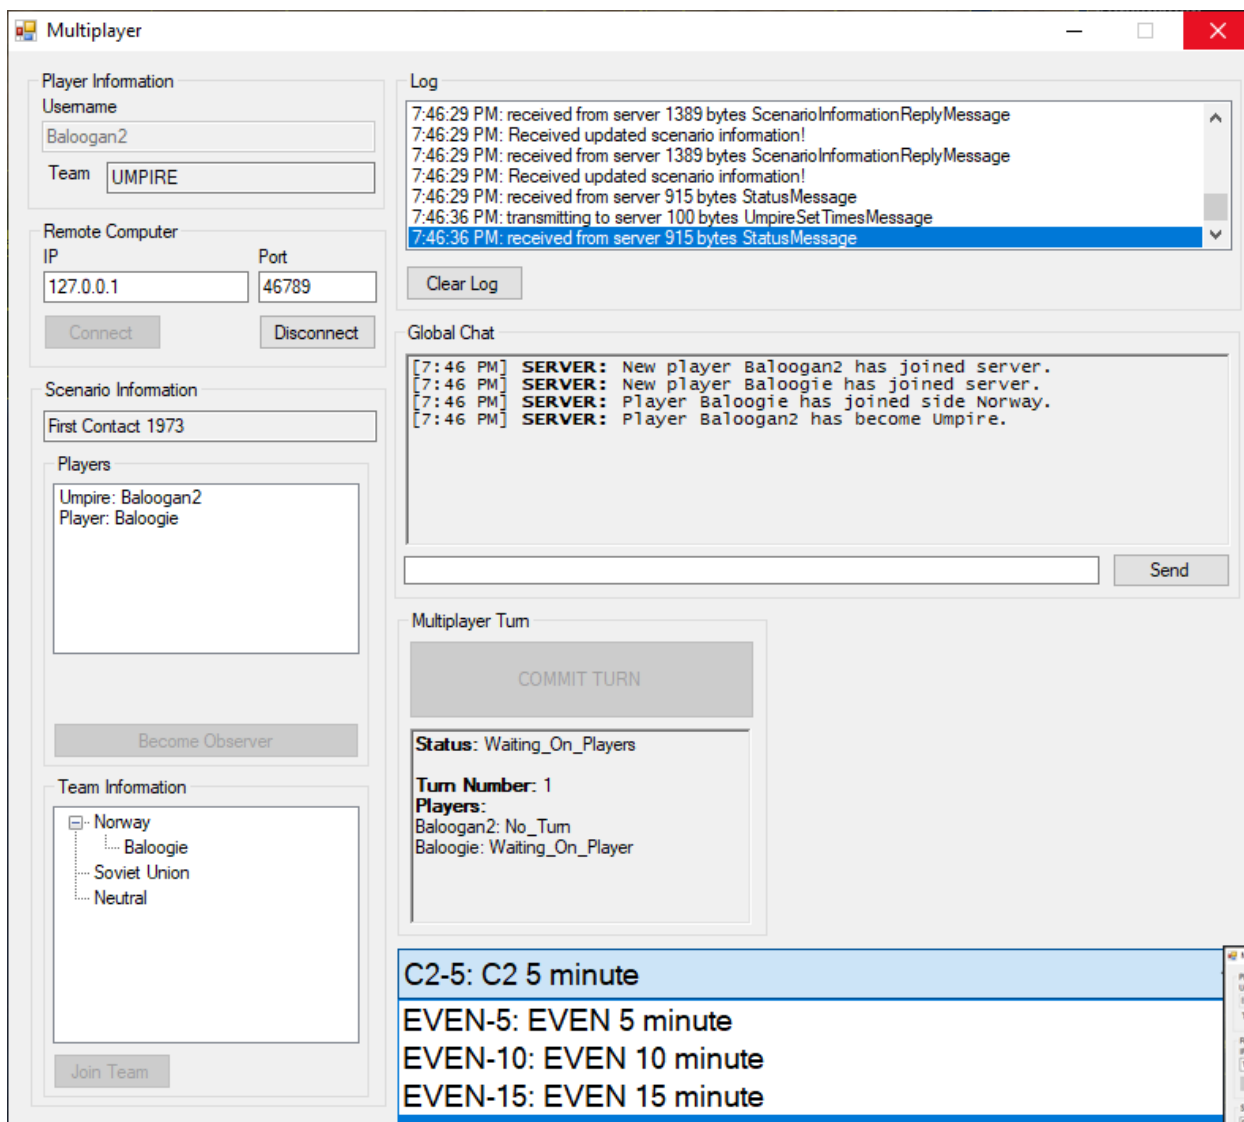 Multiplayer
Player Information
Username
Baloogan2
Team UMPIRE
Remote Computer
IP Port
127.0.0.1 46789
Connect Disconnect
Scenario Information
First Contact 1973
Players
Umpire: Baloogan2
Player: Baloogie
Become Observer
Team Information
Norway
Baloogie
Soviet Union
Neutral
Join Team
Log
7:46:29 PM: received from server 1389 bytes ScenarioInformationReplyMessage
7:46:29 PM: Received updated scenario information!
7:46:29 PM: received from server 1389 bytes ScenarioInformationReplyMessage
7:46:29 PM: Received updated scenario information!
7:46:29 PM: received from server 915 bytes StatusMessage
7:46:36 PM: transmitting to server 100 bytes UmpireSetTimesMessage
7:46:36 PM: received from server 915 bytes StatusMessage
Clear Log
Global Chat
[7:46 PM] SERVER: New player Baloogan2 has joined server.
[7:46 PM] SERVER: New player Baloogie has joined server.
[7:46 PM] SERVER: Player Baloogie has joined side Norway.
[7:46 PM] SERVER: Player Baloogan2 has become Umpire.
Send
Multiplayer Turn
COMMIT TURN
Status: Waiting_On_Players
Turn Number: 1
Players:
Baloogan2: No_Turn
Baloogie: Waiting_On_Player
C2-5: C2 5 minute
EVEN-5: EVEN 5 minute
EVEN-10: EVEN 10 minute
EVEN-15: EVEN 15 minute